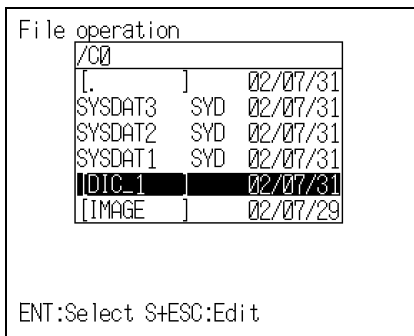 File operation
/C0
[.        ]    02/07/31
SYSDAT3  SYD  02/07/31
SYSDAT2  SYD  02/07/31
SYSDAT1  SYD  02/07/31
[DIC_1    ]    02/07/31
[IMAGE    ]    02/07/29
ENT:Select S+ESC:Edit